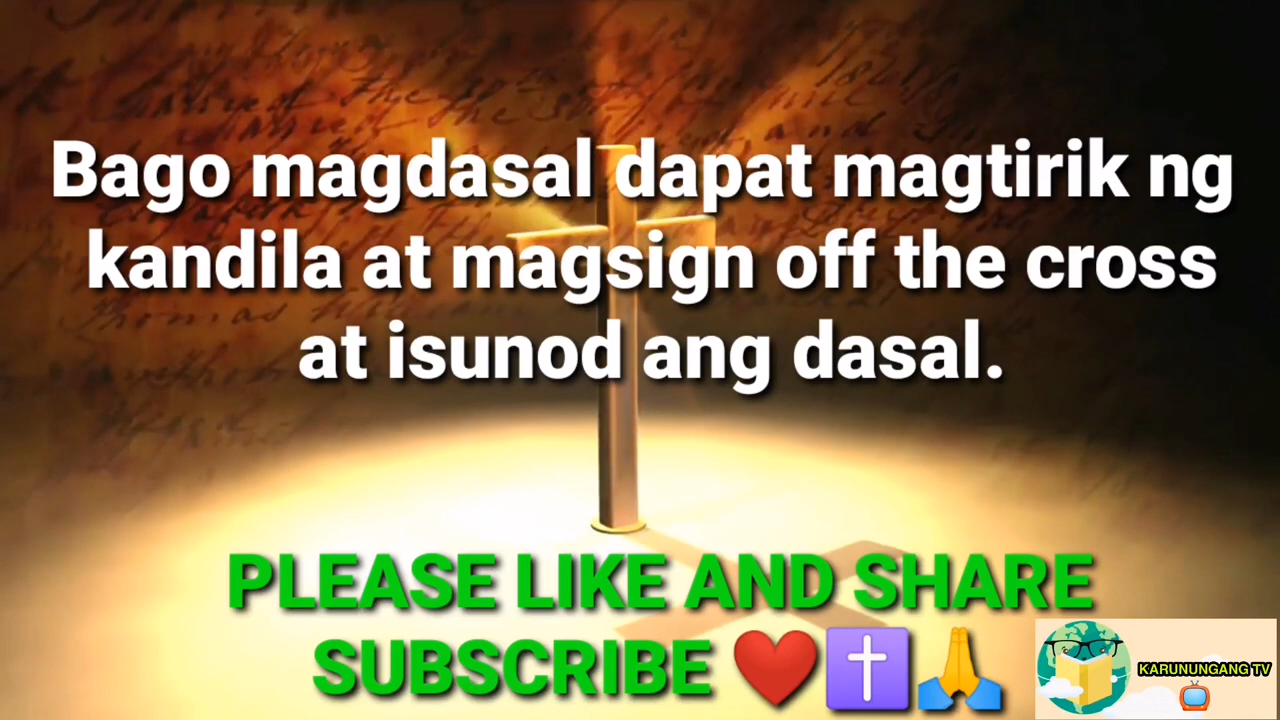 Bago magdasal dapat magtirik ng
kandila at magsign off the cross
at isunod ang dasal.
PLEASE LIKE AND SHARE
SUBSCRIBE ❤️✝️🙏
KARUNUNGANG TV